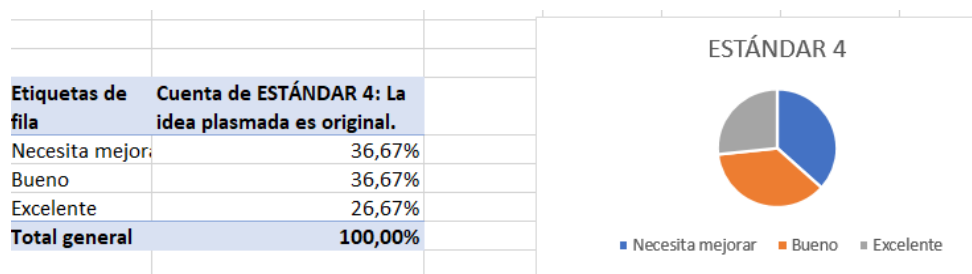 Etiquetas de Cuenta de ESTÁNDAR 4: La
fila idea plasmada es original.
Necesita mejora 36,67%
Bueno 36,67%
Excelente 26,67%
Total general 100,00%
ESTÁNDAR 4
Necesita mejorar Bueno Excelente